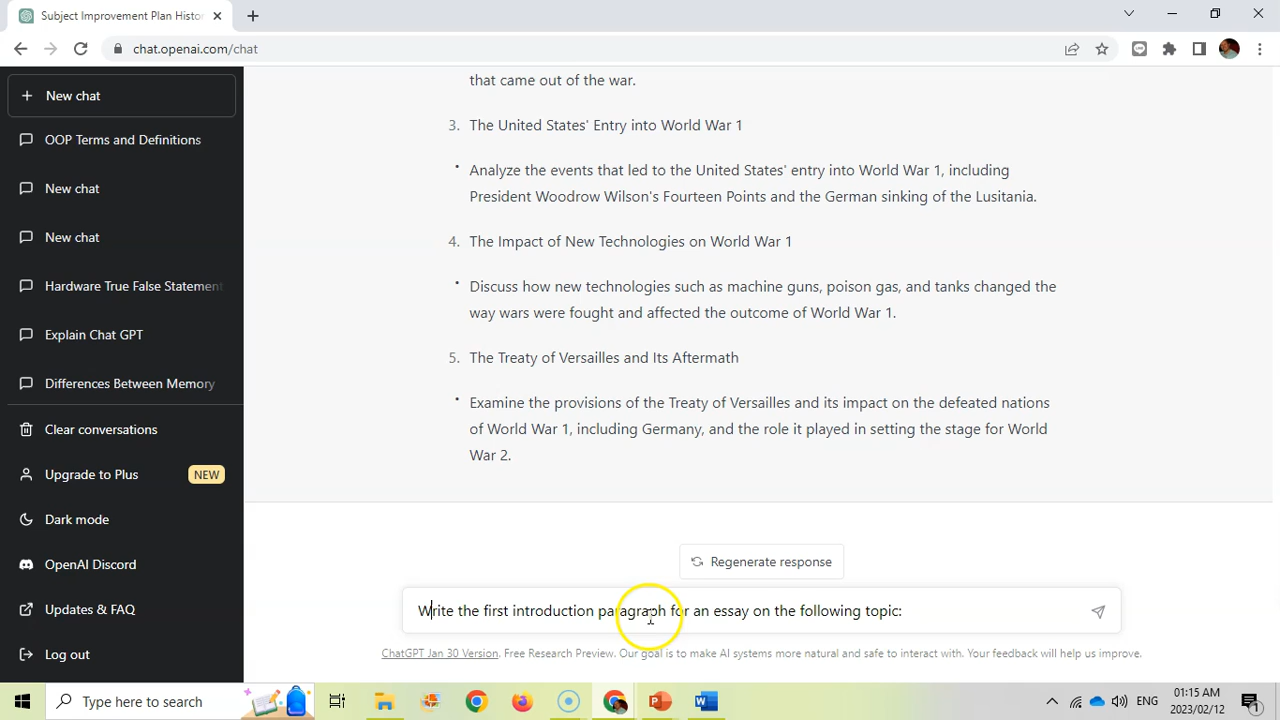 Subject Improvement Plan Histo
chat.openai.com/chat
New chat
OOP Terms and Definitions
New chat
New chat
Hardware True False Statement
Explain Chat GPT
Differences Between Memory
Clear conversations
Upgrade to Plus NEW
Dark mode
OpenAI Discord
Updates & FAQ
Log out
that came out of the war.
3. The United States' Entry into World War 1
• Analyze the events that led to the United States' entry into World War 1, including
President Woodrow Wilson's Fourteen Points and the German sinking of the Lusitania.
4. The Impact of New Technologies on World War 1
• Discuss how new technologies such as machine guns, poison gas, and tanks changed the
way wars were fought and affected the outcome of World War 1.
5. The Treaty of Versailles and Its Aftermath
• Examine the provisions of the Treaty of Versailles and its impact on the defeated nations
of World War 1, including Germany, and the role it played in setting the stage for World
War 2.
Regenerate response
Write the first introduction paragraph for an essay on the following topic:
ChatGPT Jan 30 Version. Free Research Preview. Our goal is to make AI systems more natural and safe to interact with. Your feedback will help us improve.
Type here to search
ENG
01:15 AM
2023/02/12